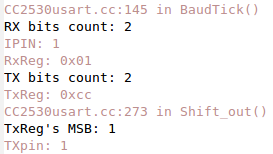 CC2530usart.cc:145 in BaudTick()
RX bits count: 2
IPIN: 1
RxReg: 0x01
TX bits count: 2
TxReg: 0xcc
CC2530usart.cc:273 in Shift_out()
TxReg's MSB: 1
TXpin: 1